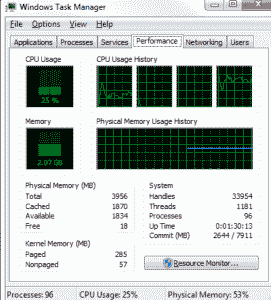 Windows Task Manager
File Options View Help
Applications Processes Services Performance Networking Users
CPU Usage CPU Usage History
25 %
Memory Physical Memory Usage History
2.07 GB
Physical Memory (MB) System
Total 3956 Handles 33954
Cached 1870 Threads 1181
Available 1834 Processes 96
Free 18 Up Time 0:01:30:13
Commit (MB) 2644 / 7911
Kernel Memory (MB)
Paged 285
Nonpaged 57
Resource Monitor...
Processes: 96 CPU Usage: 25% Physical Memory: 53%